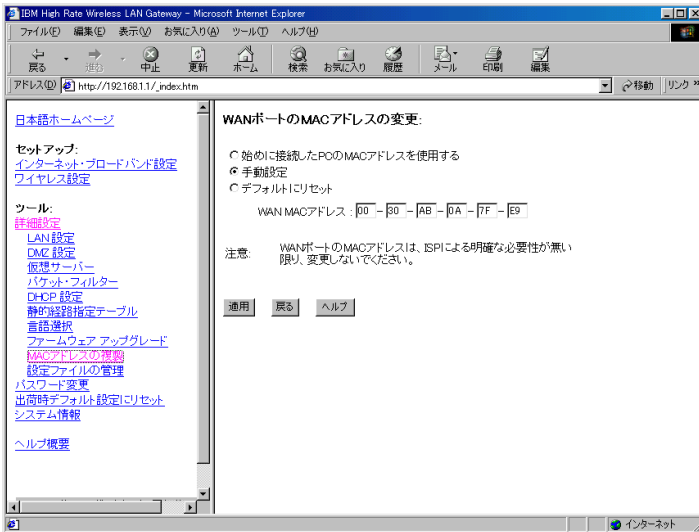 IBM High Rate Wireless LAN Gateway - Microsoft Internet Explorer
ファイル(F) 編集(E) 表示(V) お気に入り(A) ツール(T) ヘルプ(H)
戻る 進む 中止 更新 ホーム 検索 お気に入り 履歴 メール 印刷 編集
アドレス(D) http://192.168.1.1/_index.htm 移動 リンク »
日本語ホームページ
セットアップ:
インターネット・ブロードバンド設定
ワイヤレス設定
ツール:
詳細設定
LAN 設定
DMZ 設定
仮想サーバー
パケット・フィルター
DHCP 設定
静的経路指定テーブル
言語選択
ファームウェア アップグレード
MACアドレスの複製
設定ファイルの管理
パスワード変更
出荷時デフォルト設定にリセット
システム情報
ヘルプ概要
WANポートのMACアドレスの変更:
始めに接続したPCのMACアドレスを使用する
手動設定
デフォルトにリセット
WAN MACアドレス : 00 - 30 - AB - 0A - 7F - E9
注意: WANポートのMACアドレスは、ISPによる明確な必要性が無い
限り、変更しないでください。
適用 戻る ヘルプ
インターネット